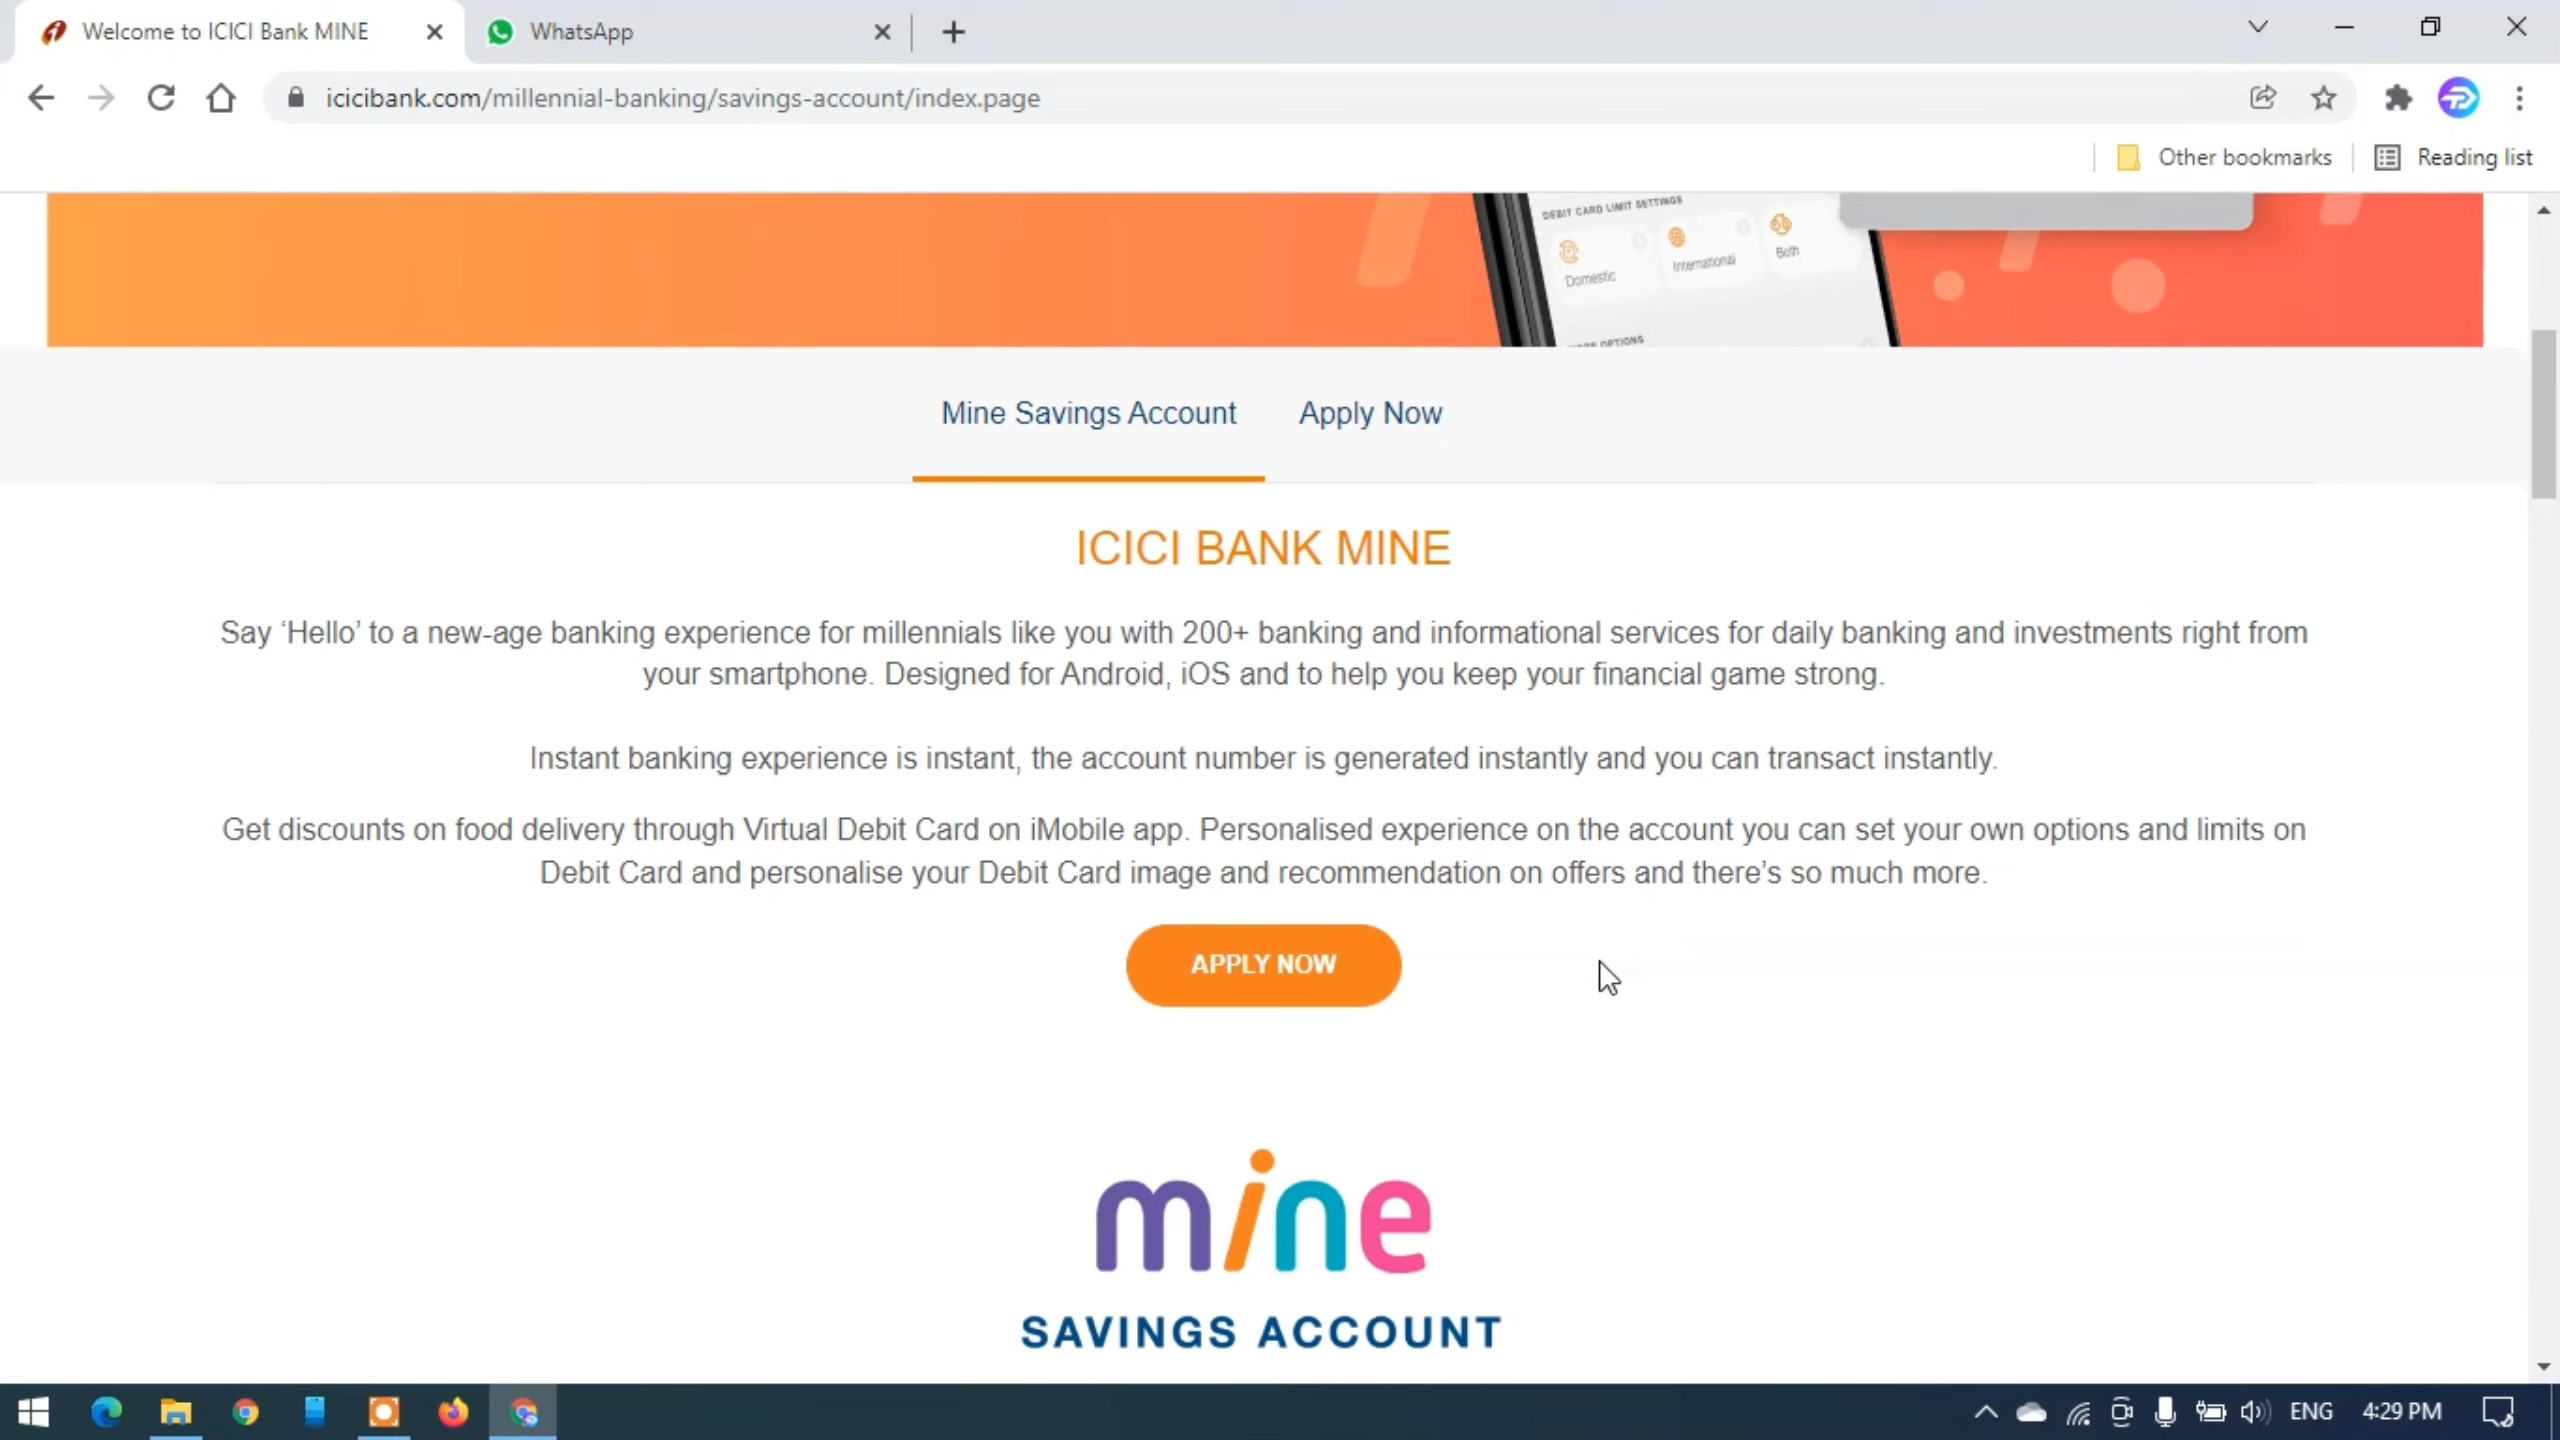 Welcome to ICICI Bank MINE
WhatsApp
icicibank.com/millennial-banking/savings-account/index.page
Other bookmarks
Reading list
DEBIT CARD LIMIT SETTINGS
Domestic
International
Both
OPTIONS
Mine Savings Account
Apply Now
ICICI BANK MINE
Say ‘Hello’ to a new-age banking experience for millennials like you with 200+ banking and informational services for daily banking and investments right from
your smartphone. Designed for Android, iOS and to help you keep your financial game strong.
Instant banking experience is instant, the account number is generated instantly and you can transact instantly.
Get discounts on food delivery through Virtual Debit Card on iMobile app. Personalised experience on the account you can set your own options and limits on
Debit Card and personalise your Debit Card image and recommendation on offers and there's so much more.
APPLY NOW
mine
SAVINGS ACCOUNT
ENG
4:29 PM